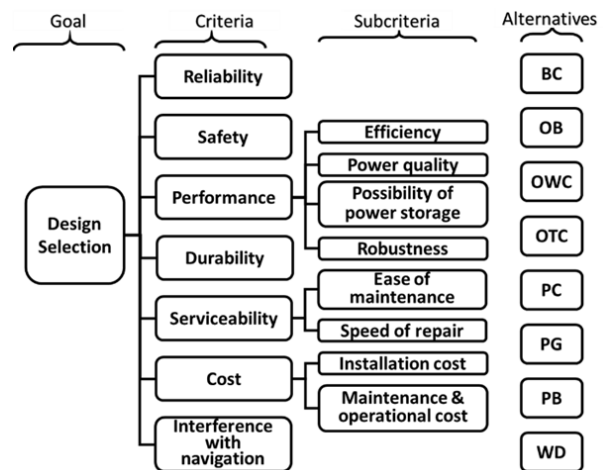 Goal
Criteria
Subcriteria
Alternatives
Design
Selection
Reliability
Safety
Performance
Durability
Serviceability
Cost
Interference
with
navigation
Efficiency
Power quality
Possibility of
power storage
Robustness
Ease of
maintenance
Speed of repair
Installation cost
Maintenance &
operational cost
BC
OB
OWC
OTC
PC
PG
PB
WD